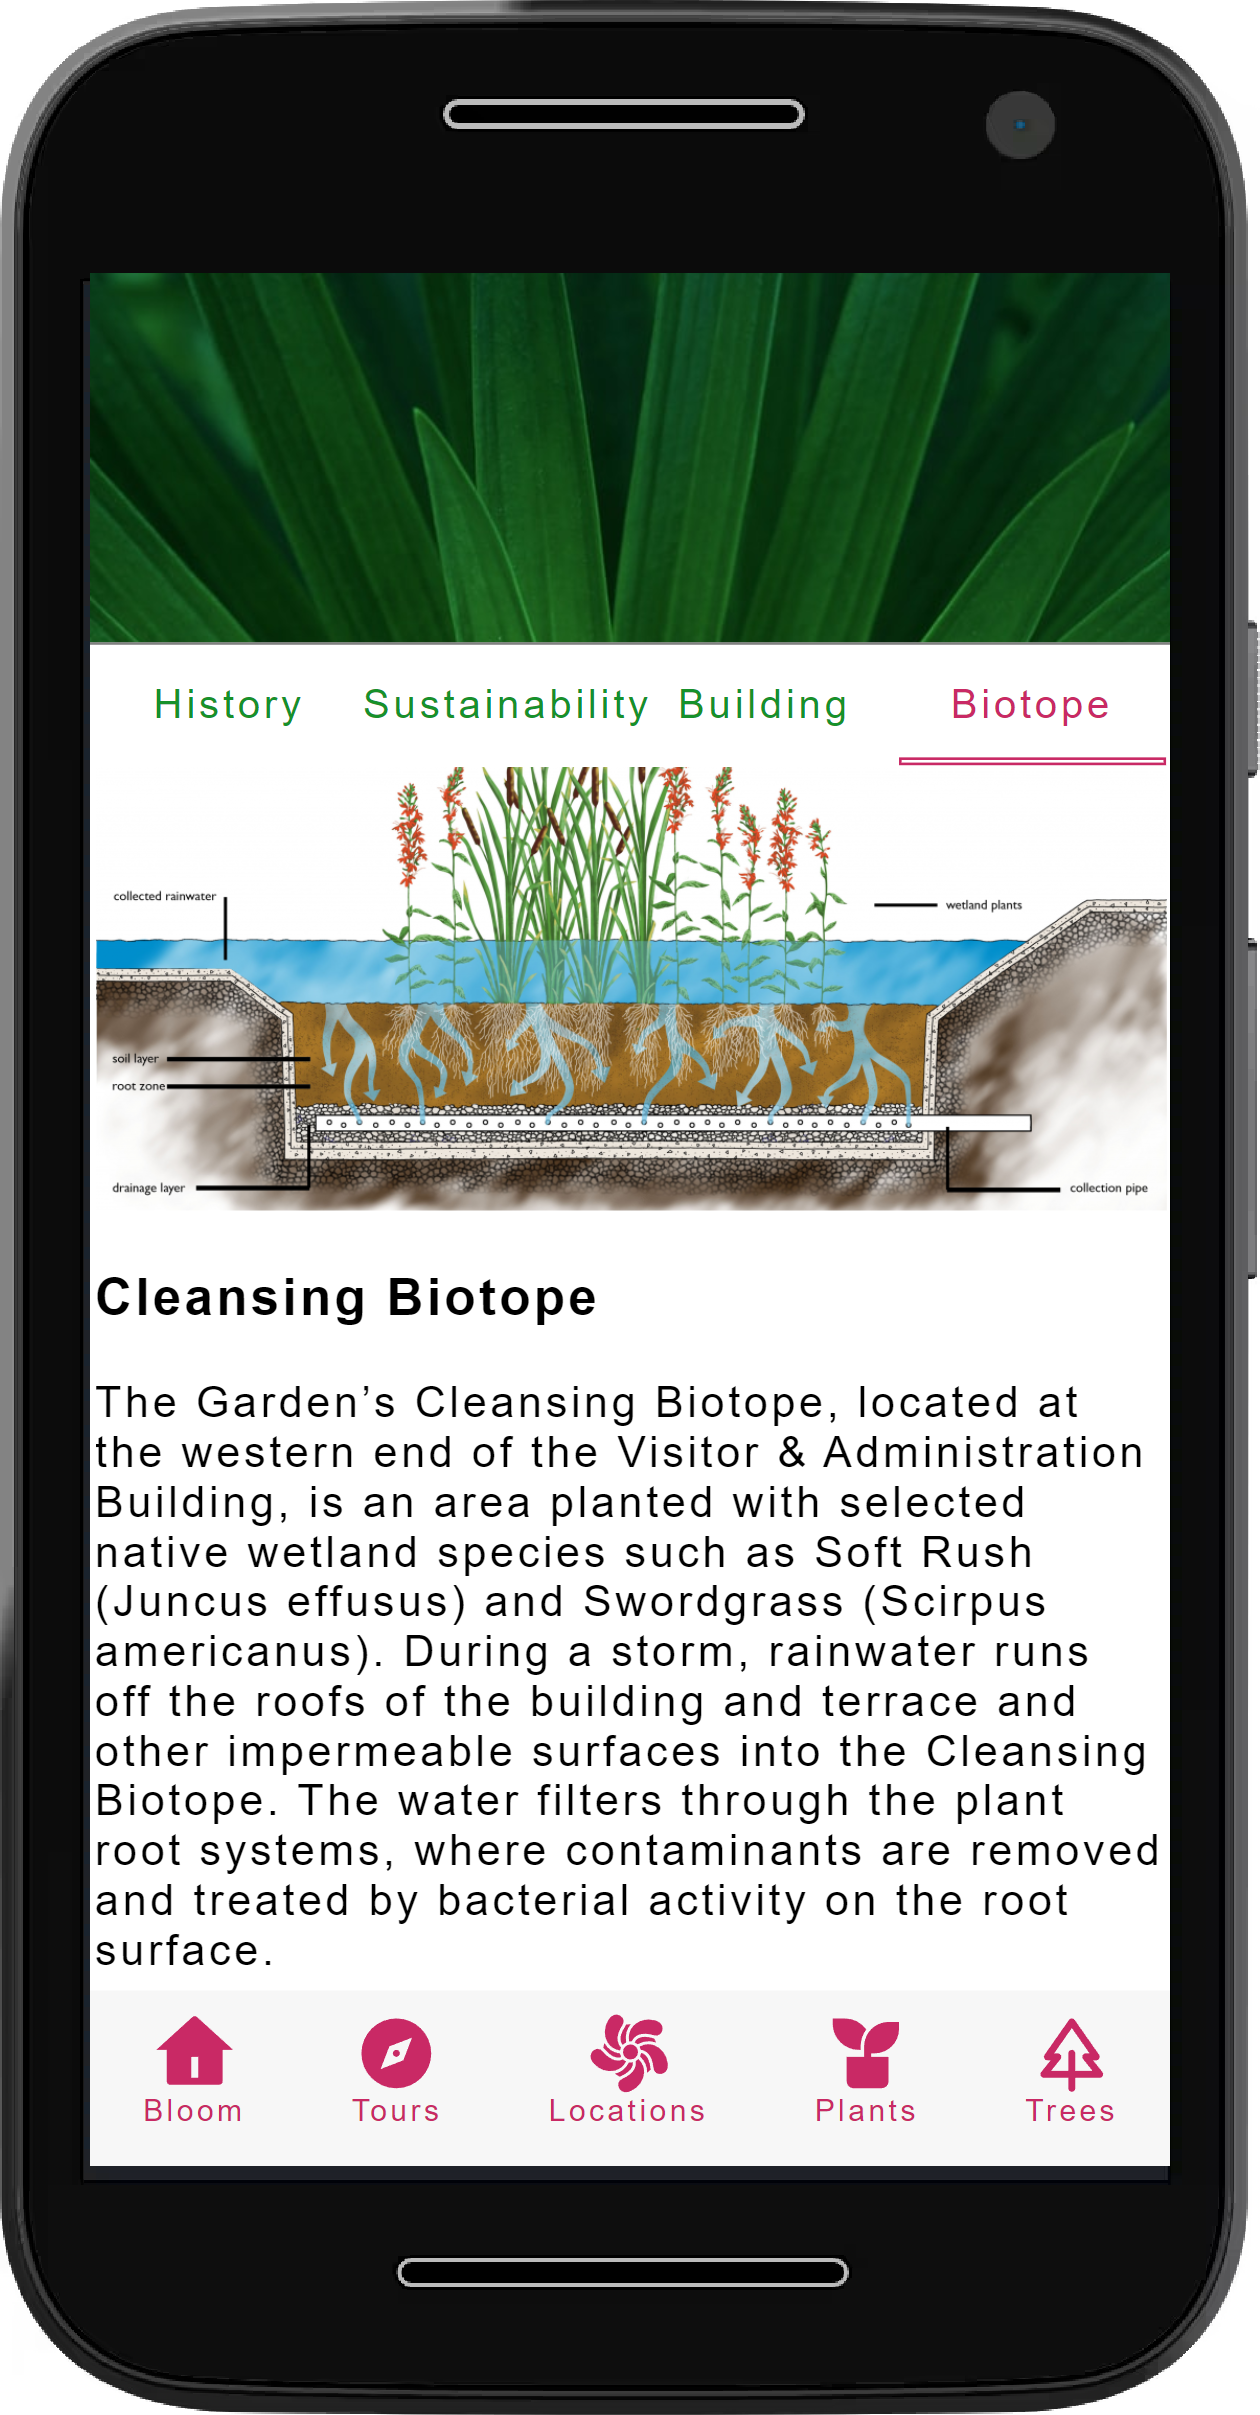 History Sustainability Building Biotope
collected rainwater
wetland plants
soil layer
root zone
drainage layer
collection pipe
Cleansing Biotope
The Garden’s Cleansing Biotope, located at
the western end of the Visitor & Administration
Building, is an area planted with selected
native wetland species such as Soft Rush
(Juncus effusus) and Swordgrass (Scirpus
americanus). During a storm, rainwater runs
off the roofs of the building and terrace and
other impermeable surfaces into the Cleansing
Biotope. The water filters through the plant
root systems, where contaminants are removed
and treated by bacterial activity on the root
surface.
Bloom Tours Locations Plants Trees